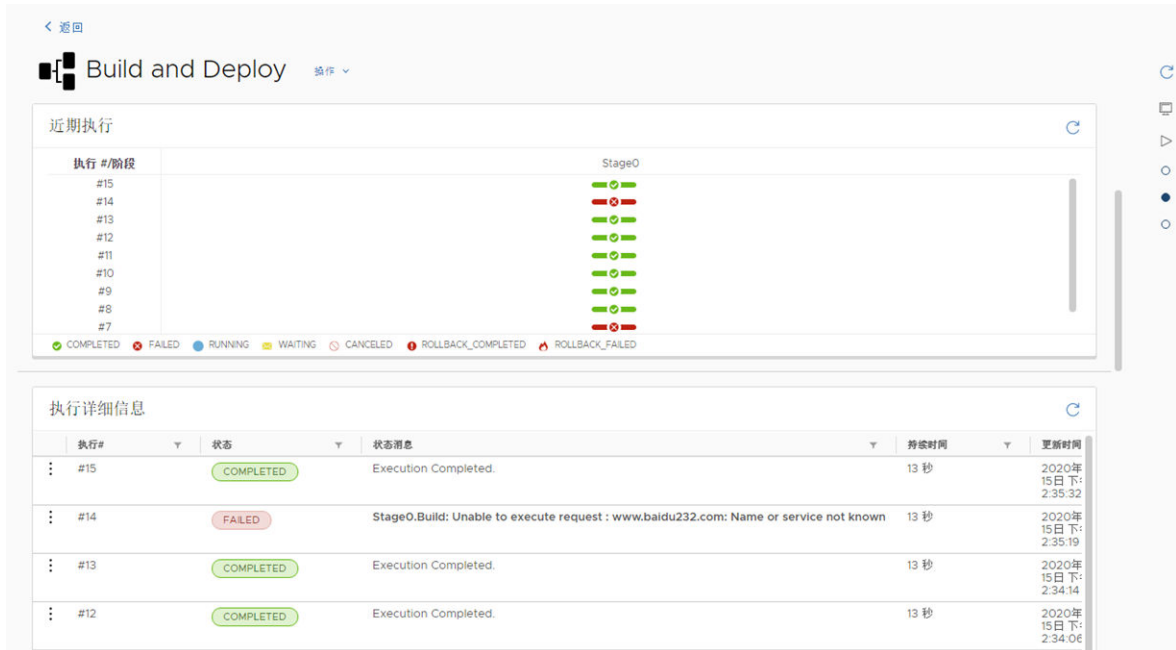 返回
Build and Deploy 操作
近期执行
执行 #/阶段 Stage0
#15
#14
#13
#12
#11
#10
#9
#8
#7
COMPLETED FAILED RUNNING WAITING CANCELED ROLLBACK_COMPLETED ROLLBACK_FAILED
执行详细信息
执行# 状态 状态消息 持续时间 更新时间
#15 COMPLETED Execution Completed. 13 秒 2020年
15日 下午
2:35:32
#14 FAILED Stage0.Build: Unable to execute request : www.baidu232.com: Name or service not known 13 秒 2020年
15日 下午
2:35:19
#13 COMPLETED Execution Completed. 13 秒 2020年
15日 下午
2:34:14
#12 COMPLETED Execution Completed. 13 秒 2020年
15日 下午
2:34:06